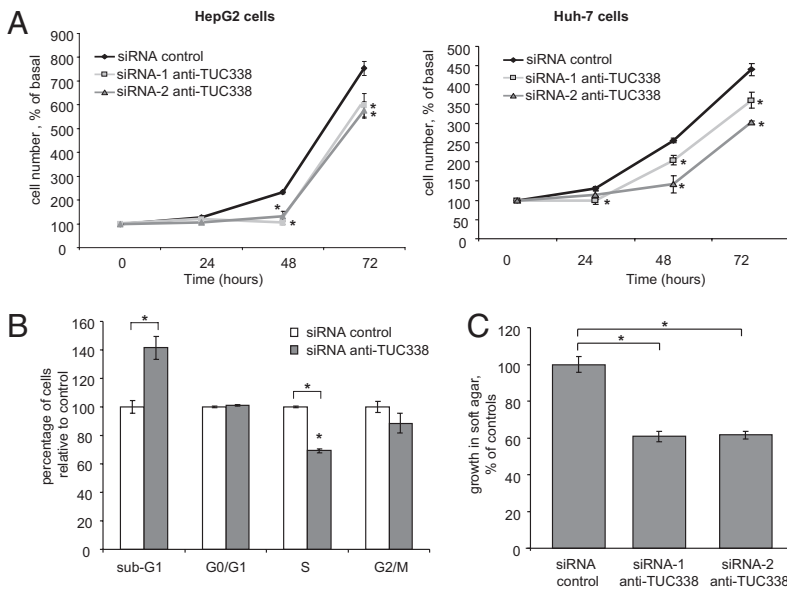 A
HepG2 cells
cell number, % of basal
900
800
700
600
500
400
300
200
100
0
siRNA control
siRNA-1 anti-TUC338
siRNA-2 anti-TUC338
*
*
*
*
0 24 48 72
Time (hours)
Huh-7 cells
cell number, % of basal
450
400
350
300
250
200
150
100
50
0
siRNA control
siRNA-1 anti-TUC338
siRNA-2 anti-TUC338
*
*
*
*
*
0 24 48 72
Time (hours)
B
percentage of cells
relative to control
160
140
120
100
80
60
40
20
0
siRNA control
siRNA anti-TUC338
*
*
*
sub-G1 G0/G1 S G2/M
C
growth in soft agar,
% of controls
120
100
80
60
40
20
0
*
*
siRNA siRNA-1 siRNA-2
control anti-TUC338 anti-TUC338